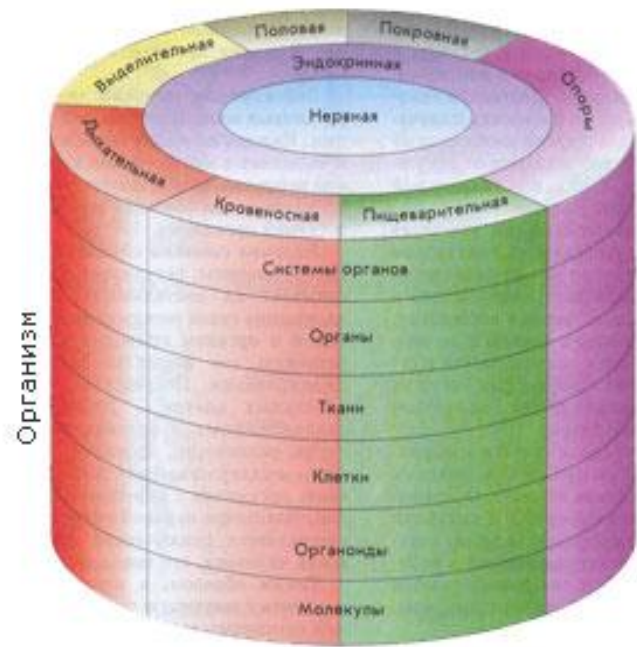 Половая
Покровная
Выделительная
Эндокринная
Опоры
Нервная
Дыхательная
Кровеносная
Пищеварительная
Системы органов
Органы
Ткани
Клетки
Органоиды
Молекулы
Организм